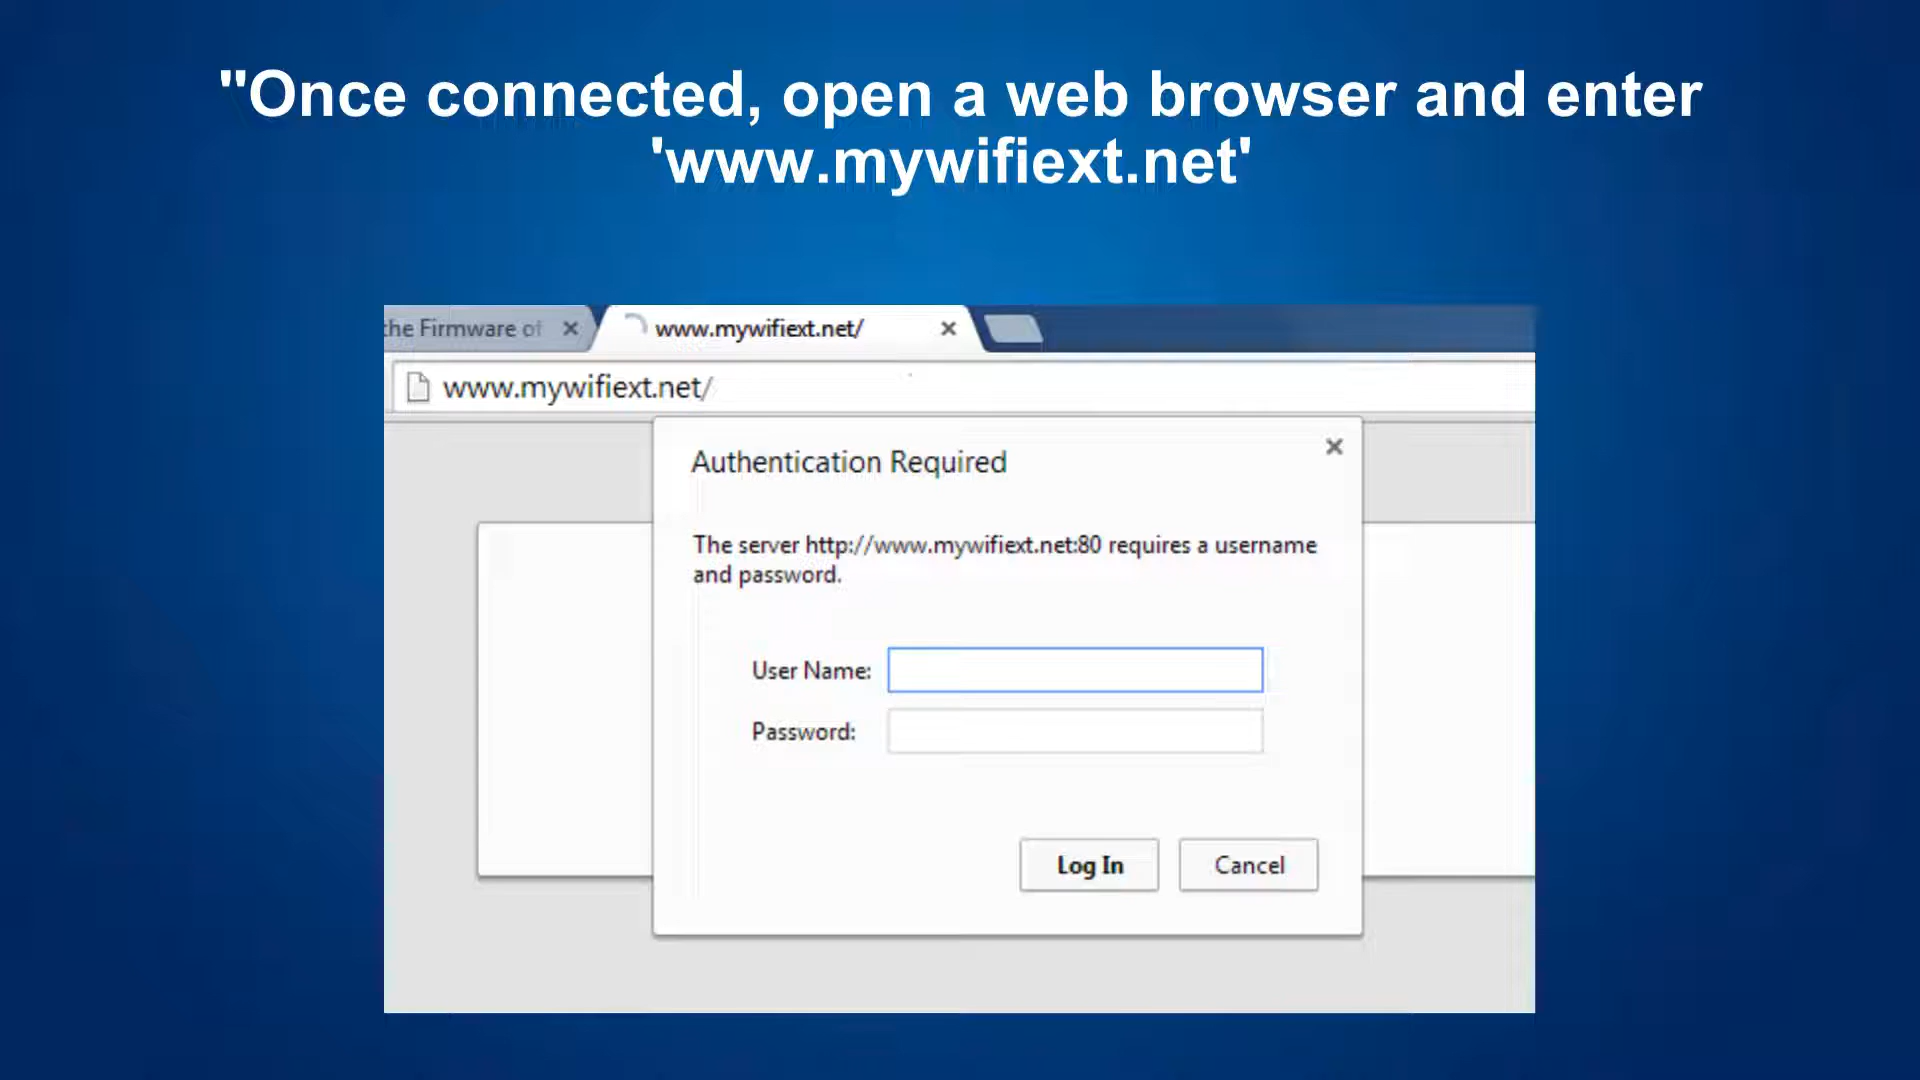 "Once connected, open a web browser and enter
'www.mywifiext.net'
the Firmware of
www.mywifiext.net/
www.mywifiext.net/
Authentication Required
The server http://www.mywifiext.net:80 requires a username
and password.
User Name:
Password:
Log In Cancel